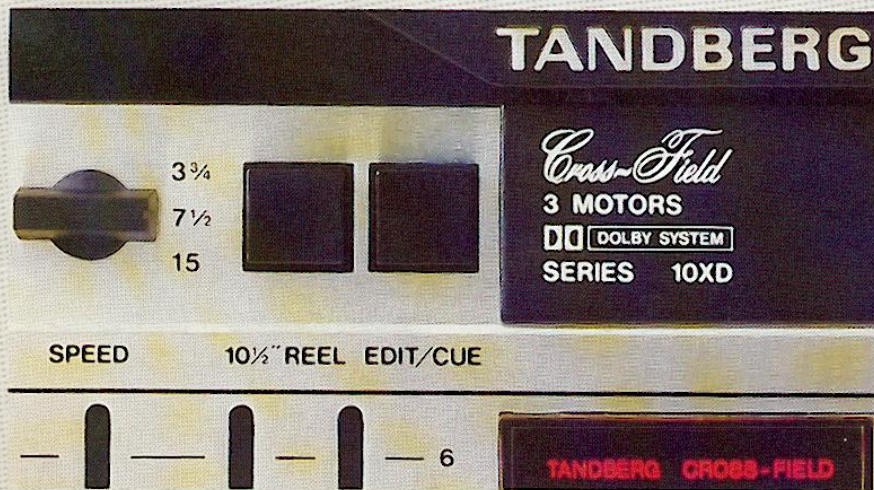 TANDBERG
Cross~Field
3 MOTORS
DOLBY SYSTEM
SERIES 10XD
3¾
7½
15
SPEED
10½" REEL
EDIT/CUE
6
TANDBERG CROSS-FIELD